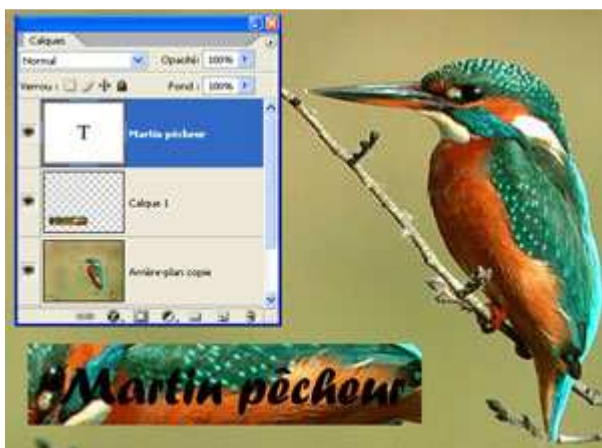 Calques
Normal Opacité: 100%
Verrou : Fond : 100%
T Martin pêcheur
Calque 1
Arrière-plan copie
Martin pêcheur